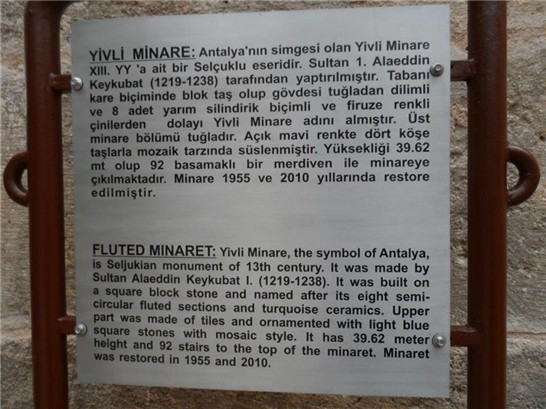 YİVLİ MİNARE: Antalya'nın simgesi olan Yivli Minare
XIII. YY 'a ait bir Selçuklu eseridir. Sultan 1. Alaeddin
Keykubat (1219-1238) tarafından yaptırılmıştır. Tabanı
kare biçiminde blok taş olup gövdesi tuğladan dilimli
ve 8 adet yarım silindirik biçimli ve firuze renkli
çinilerden dolayı Yivli Minare adını almıştır. Üst
minare bölümü tuğladır. Açık mavi renkte dört köşe
taşlarla mozaik tarzında süslenmiştir. Yüksekliği 39.62
mt olup 92 basamaklı bir merdiven ile minareye
çıkılmaktadır. Minare 1955 ve 2010 yıllarında restore
edilmiştir.
FLUTED MINARET: Yivli Minare, the symbol of Antalya,
is Seljukian monument of 13th century. It was made by
Sultan Alaeddin Keykubat I. (1219-1238). It was built on
a square block stone and named after its eight semi-
circular fluted sections and turquoise ceramics. Upper
part was made of tiles and ornamented with light blue
square stones with mosaic style. It has 39.62 meter
height and 92 stairs to the top of the minaret. Minaret
was restored in 1955 and 2010.